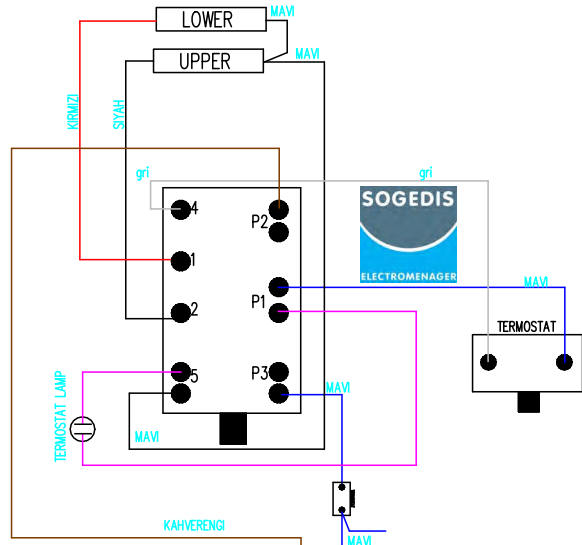 MAVI
LOWER
UPPER
MAVI
KIRMIZI
SIYAH
gri
gri
4
P2
1
SOGEDIS
ELECTROMENAGER
MAVI
2
P1
TERMOSTAT
5
P3
MAVI
TERMOSTAT LAMP
MAVI
KAHVERENGI
MAVI